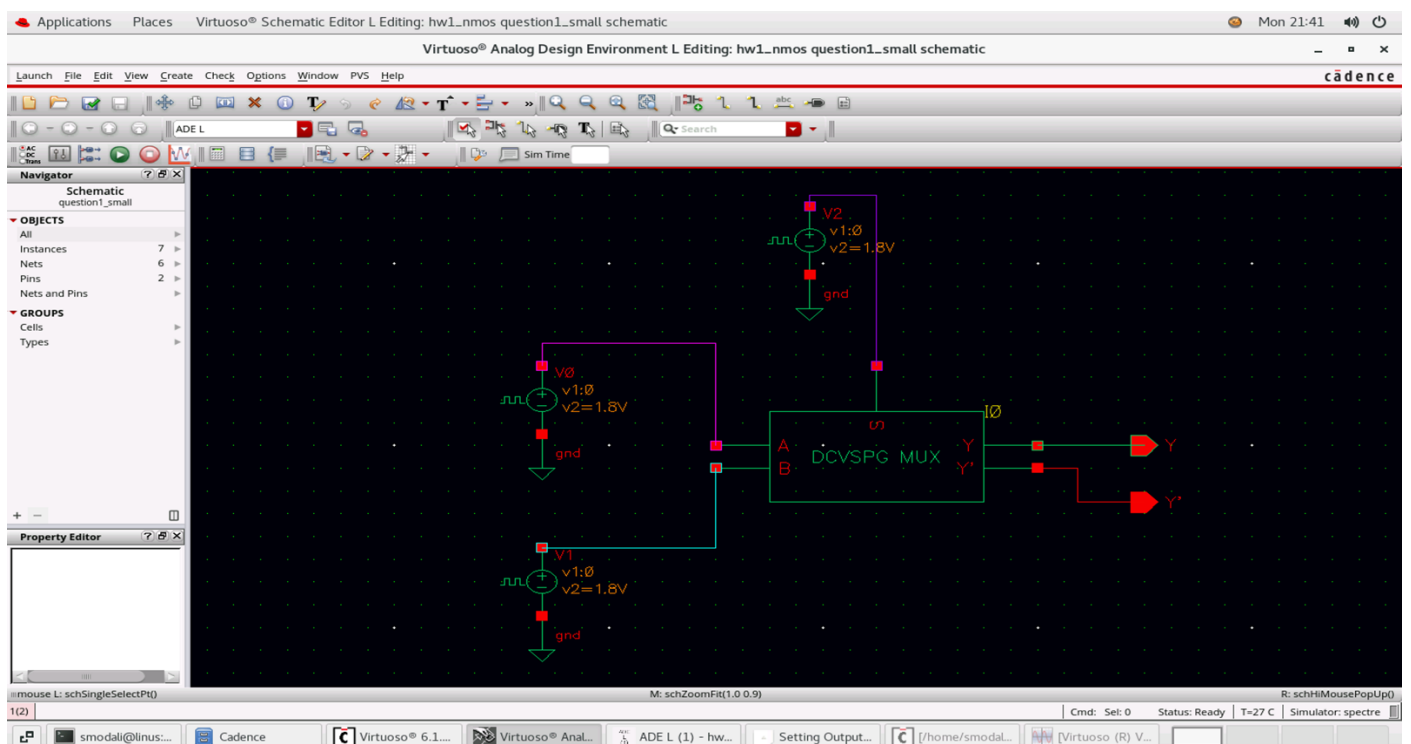 Applications Places Virtuoso® Schematic Editor L Editing: hw1_nmos question1_small schematic Mon 21:41
Virtuoso® Analog Design Environment L Editing: hw1_nmos question1_small schematic
Launch File Edit View Create Check Options Window PVS Help cādence
T T abc
ADE L Search
AC DC Trans Sim Time
Navigator
Schematic
question1_small
OBJECTS
All
Instances 7
Nets 6
Pins 2
Nets and Pins
GROUPS
Cells
Types
Property Editor
V2
v1:0
v2=1.8V
gnd
V0
v1:0
v2=1.8V
gnd
I0
S
A DCVSPG MUX Y Y
B Y' Y'
V1
v1:0
v2=1.8V
gnd
mouse L: schSingleSelectPt() M: schZoomFit(1.0 0.9) R: schHiMousePopUp()
1(2) Cmd: Sel: 0 Status: Ready T=27 C Simulator: spectre
smodali@linus:... Cadence Virtuoso® 6.1.... Virtuoso® Anal... ADE L (1) - hw... Setting Output... [/home/smodal... [Virtuoso (R) V...